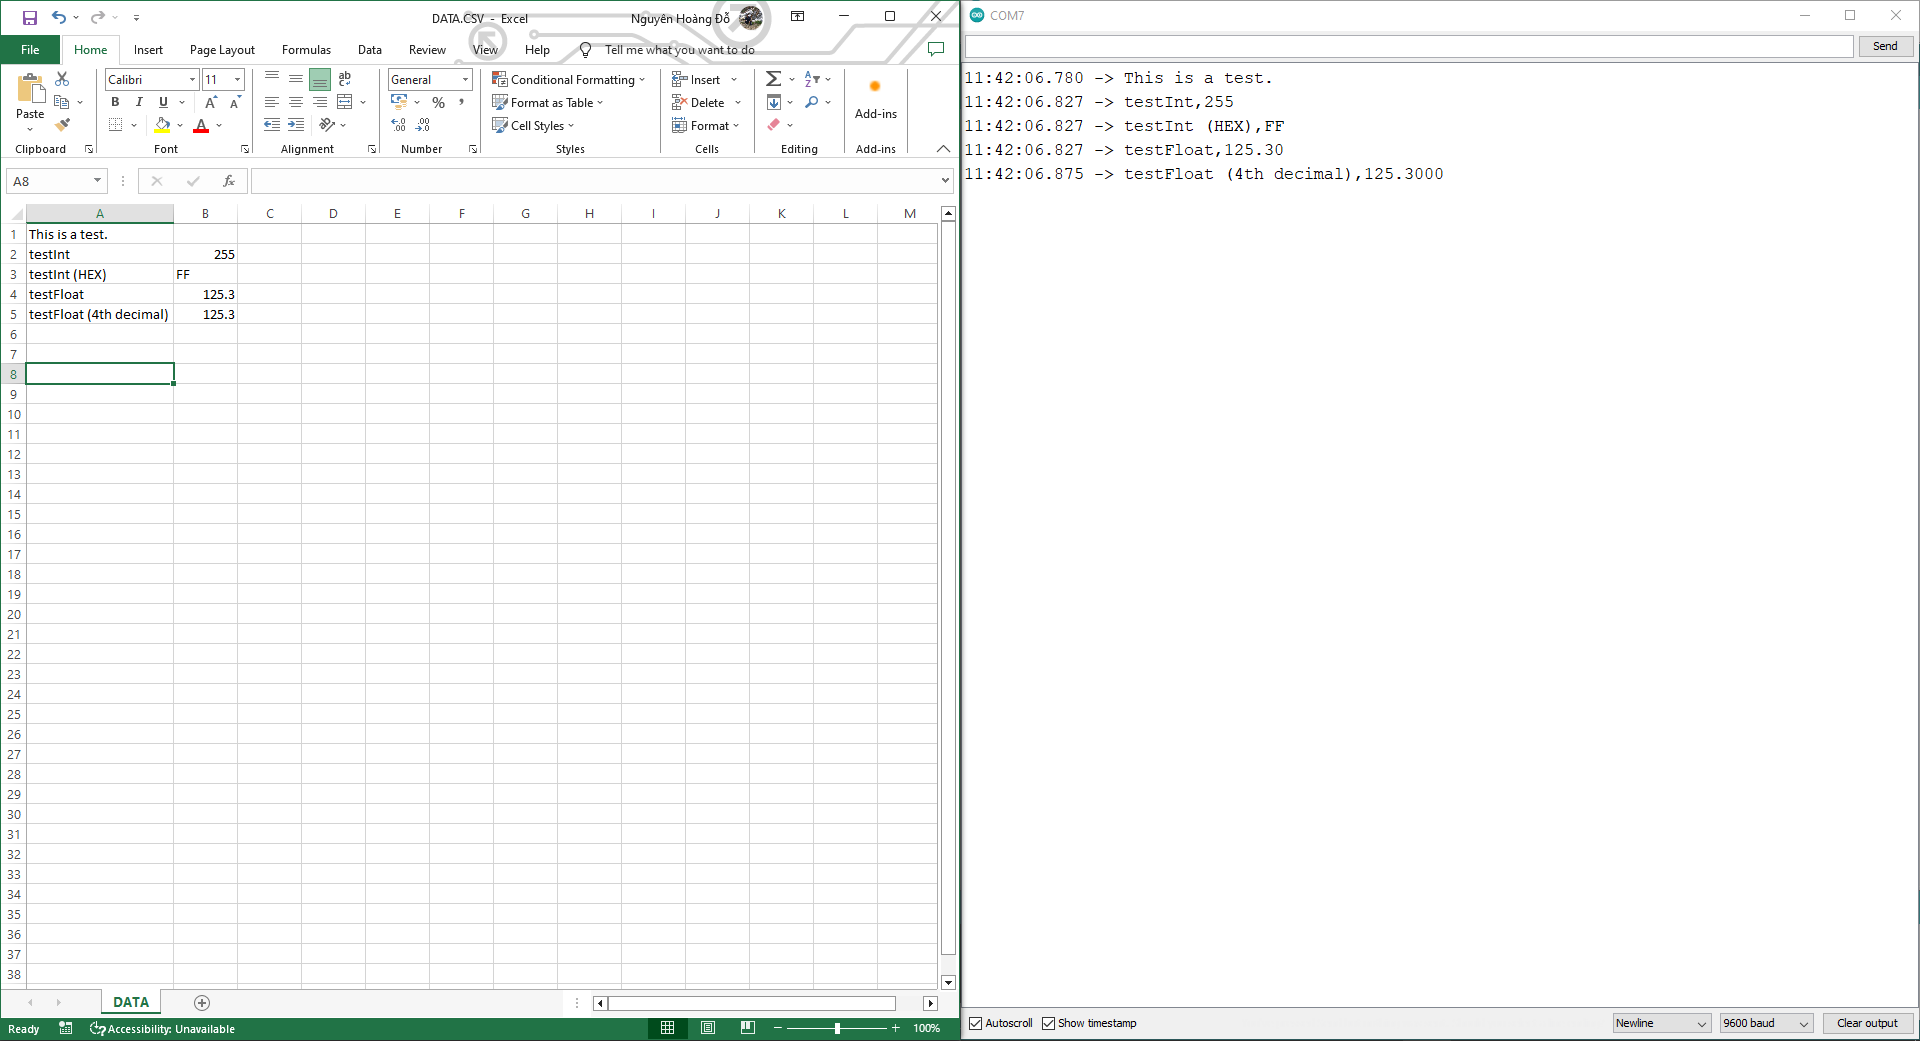 DATA.CSV - Excel
Nguyên Hoàng Đỗ
File Home Insert Page Layout Formulas Data Review View Help Tell me what you want to do
Paste
Clipboard
Calibri 11
B I U A A
A
Font
ab
Alignment
General
% ,
Number
Conditional Formatting
Format as Table
Cell Styles
Styles
Insert
Delete
Format
Cells
Editing
Add-ins
Add-ins
A8
fx
A B C D E F G H I J K L M
1 This is a test.
2 testInt 255
3 testInt (HEX) FF
4 testFloat 125.3
5 testFloat (4th decimal) 125.3
6
7
8
9
10
11
12
13
14
15
16
17
18
19
20
21
22
23
24
25
26
27
28
29
30
31
32
33
34
35
36
37
38
DATA
Ready Accessibility: Unavailable 100%
COM7
Send
11:42:06.780 -> This is a test.
11:42:06.827 -> testInt,255
11:42:06.827 -> testInt (HEX),FF
11:42:06.827 -> testFloat,125.30
11:42:06.875 -> testFloat (4th decimal),125.3000
Autoscroll Show timestamp Newline 9600 baud Clear output